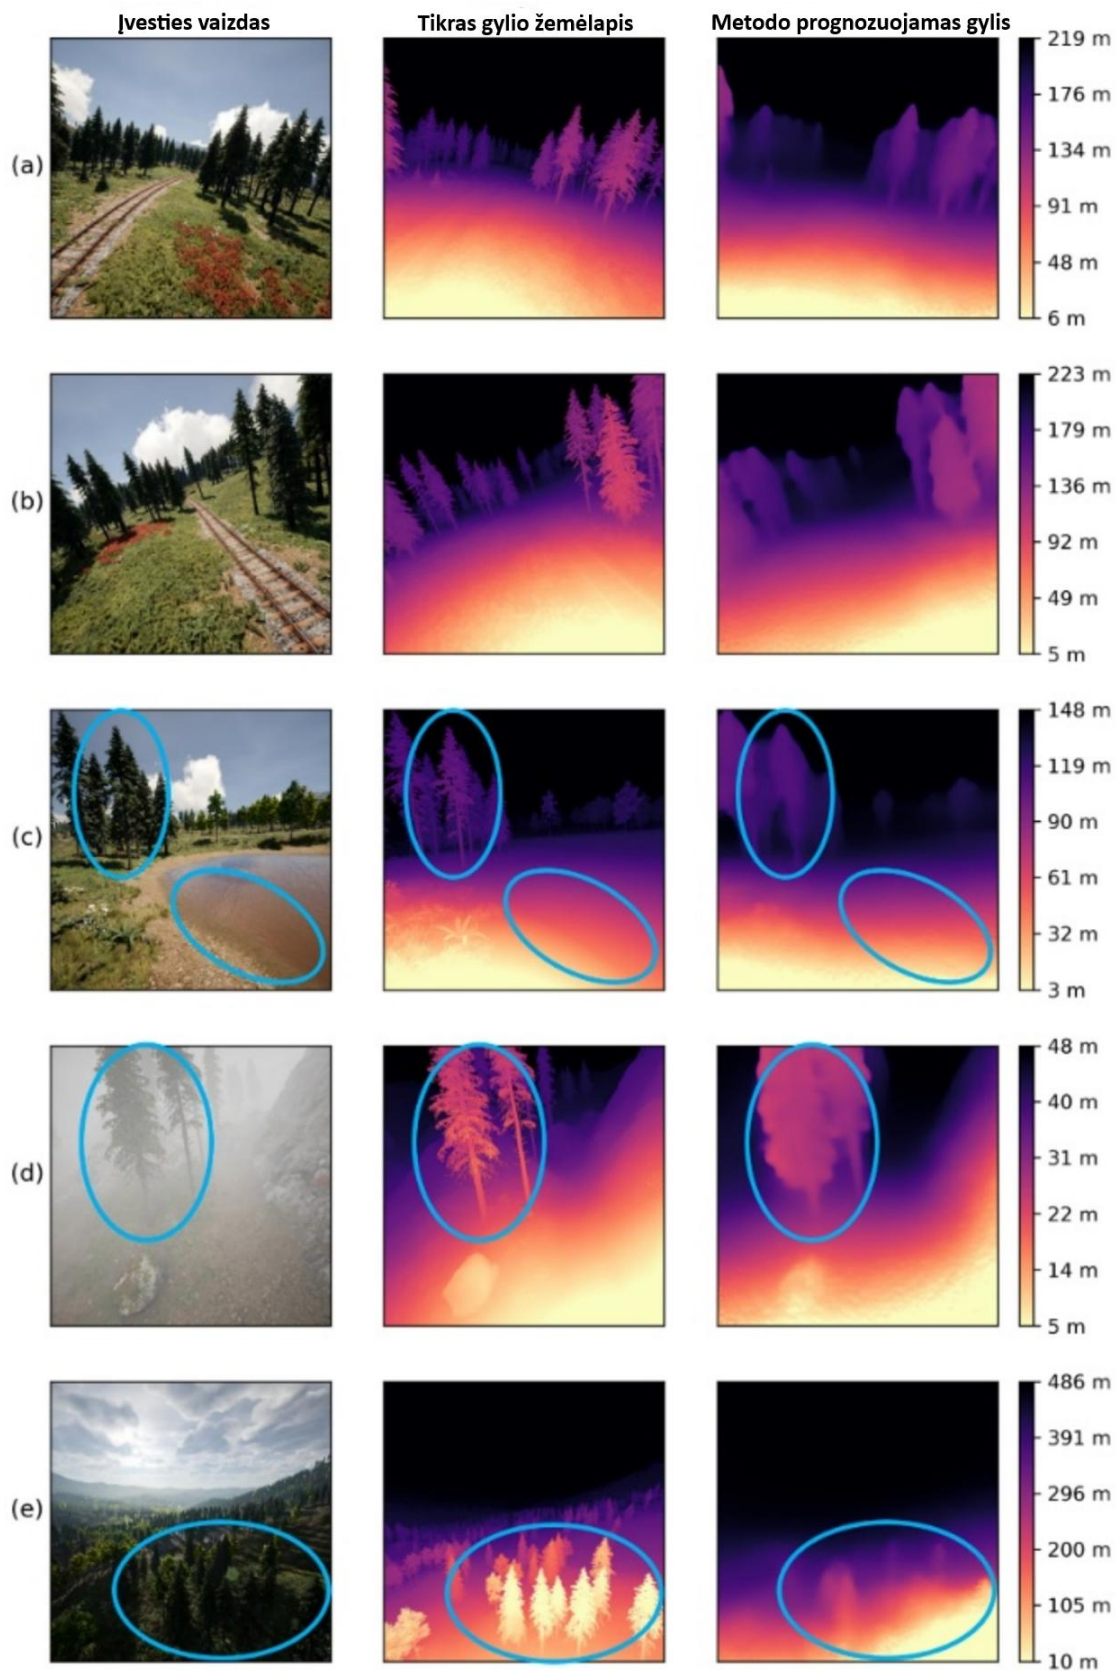 Įvesties vaizdas
Tikras gylio žemėlapis
Metodo prognozuojamas gylis
(a)
219 m
176 m
134 m
91 m
48 m
6 m
(b)
223 m
179 m
136 m
92 m
49 m
5 m
(c)
148 m
119 m
90 m
61 m
32 m
3 m
(d)
48 m
40 m
31 m
22 m
14 m
5 m
(e)
486 m
391 m
296 m
200 m
105 m
10 m